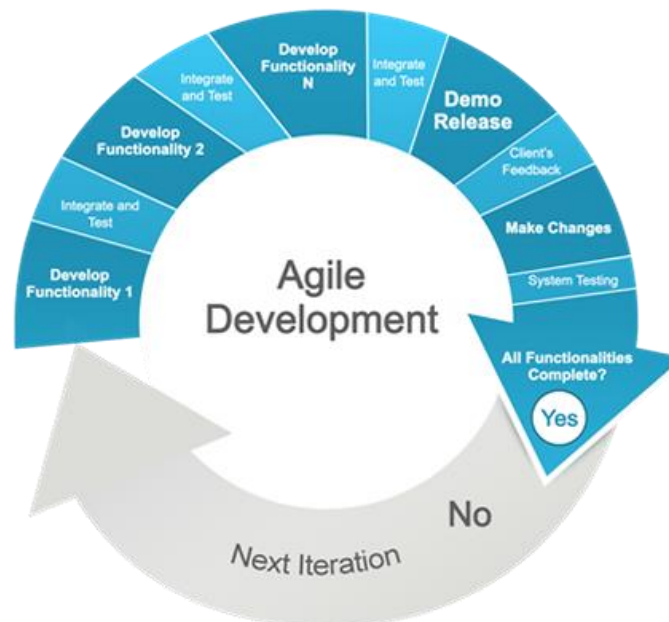 Develop
Functionality 1
Integrate and
Test
Develop
Functionality 2
Integrate
and Test
Develop
Functionality
N
Integrate
and Test
Demo
Release
Client's
Feedback
Make Changes
System Testing
All Functionalities
Complete?
Yes
No
Next Iteration
Agile
Development